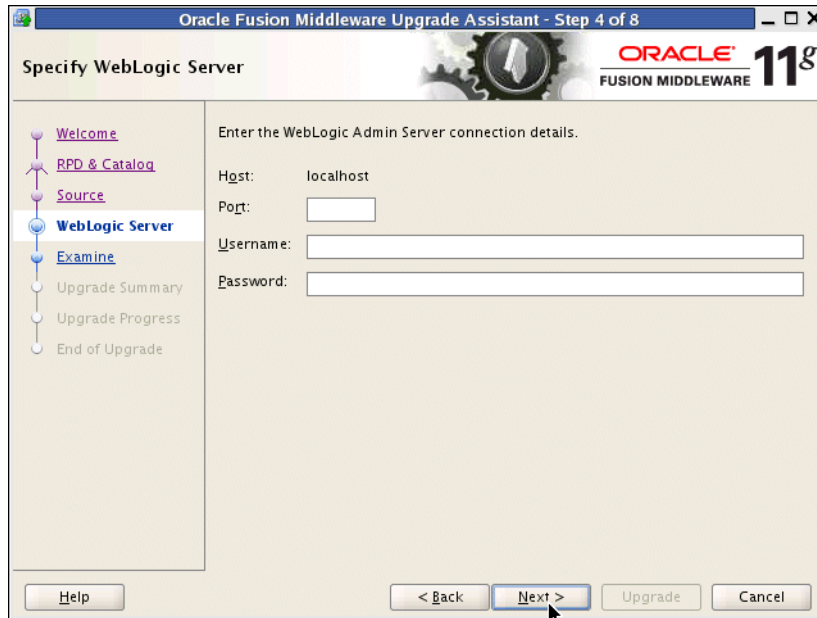 Oracle Fusion Middleware Upgrade Assistant - Step 4 of 8
Specify WebLogic Server
ORACLE
FUSION MIDDLEWARE
11g
Welcome
RPD & Catalog
Source
WebLogic Server
Examine
Upgrade Summary
Upgrade Progress
End of Upgrade
Enter the WebLogic Admin Server connection details.
Host: localhost
Port:
Username:
Password:
Help
< Back
Next >
Upgrade
Cancel